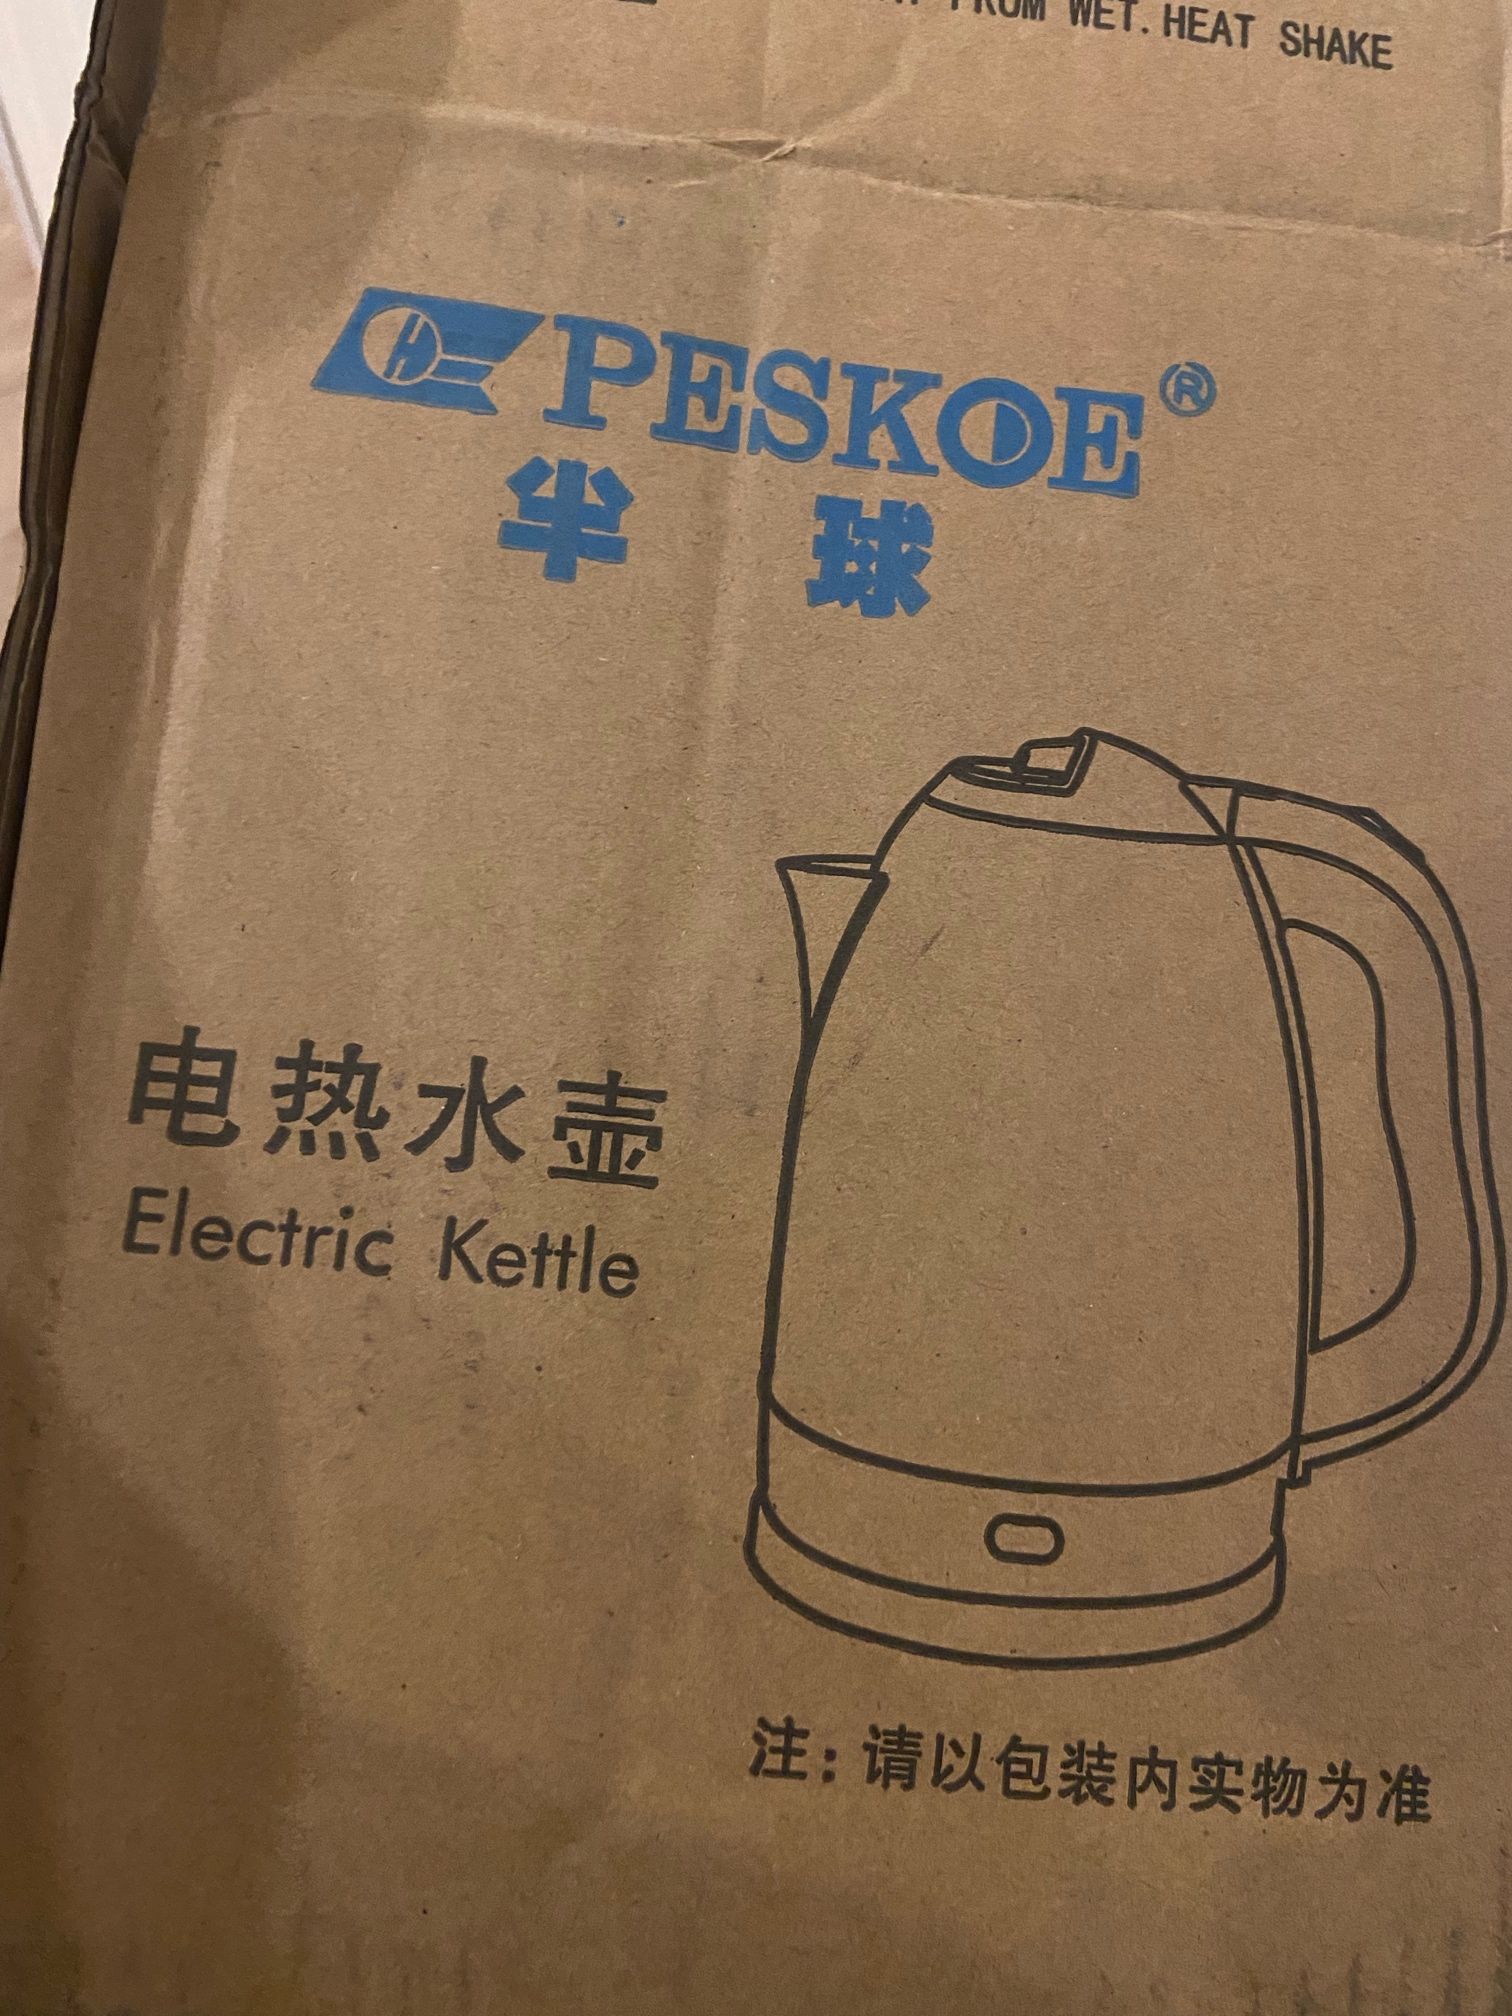 FROM WET. HEAT SHAKE
PESKOE®
半球
电热水壶
Electric Kettle
注：请以包装内实物为准